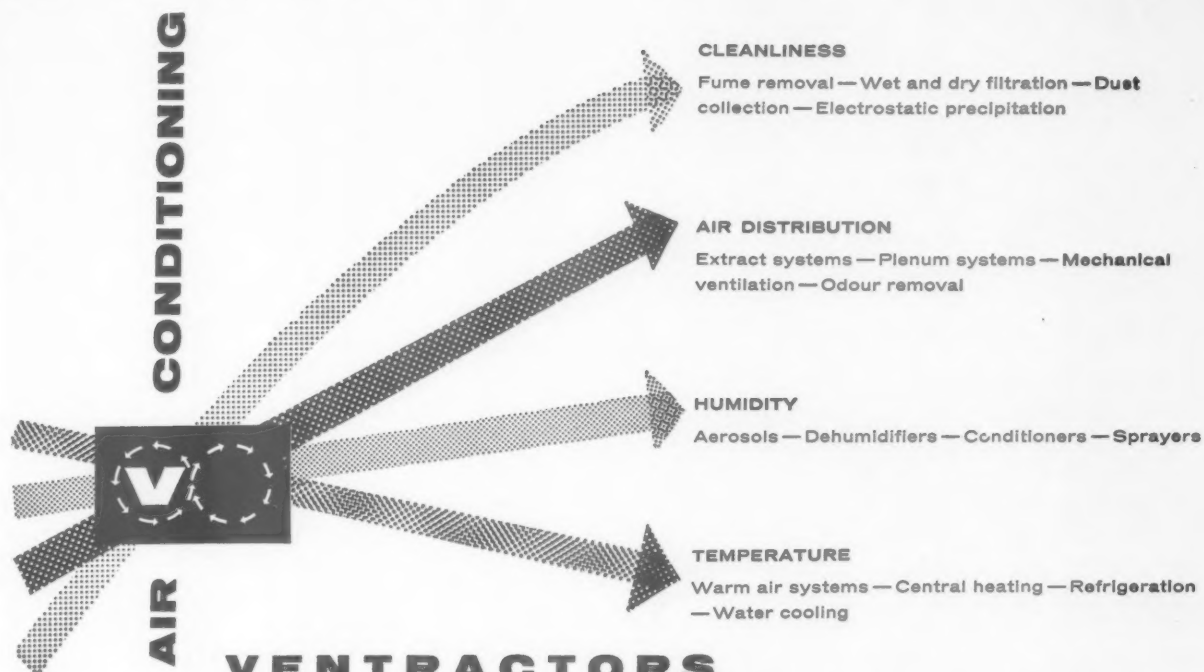 AIR CONDITIONING
CLEANLINESS
Fume removal — Wet and dry filtration — Dust
collection — Electrostatic precipitation
AIR DISTRIBUTION
Extract systems — Plenum systems — Mechanical
ventilation — Odour removal
HUMIDITY
Aerosols — Dehumidifiers — Conditioners — Sprayers
V
TEMPERATURE
Warm air systems — Central heating — Refrigeration
— Water cooling
VENTRACTORS